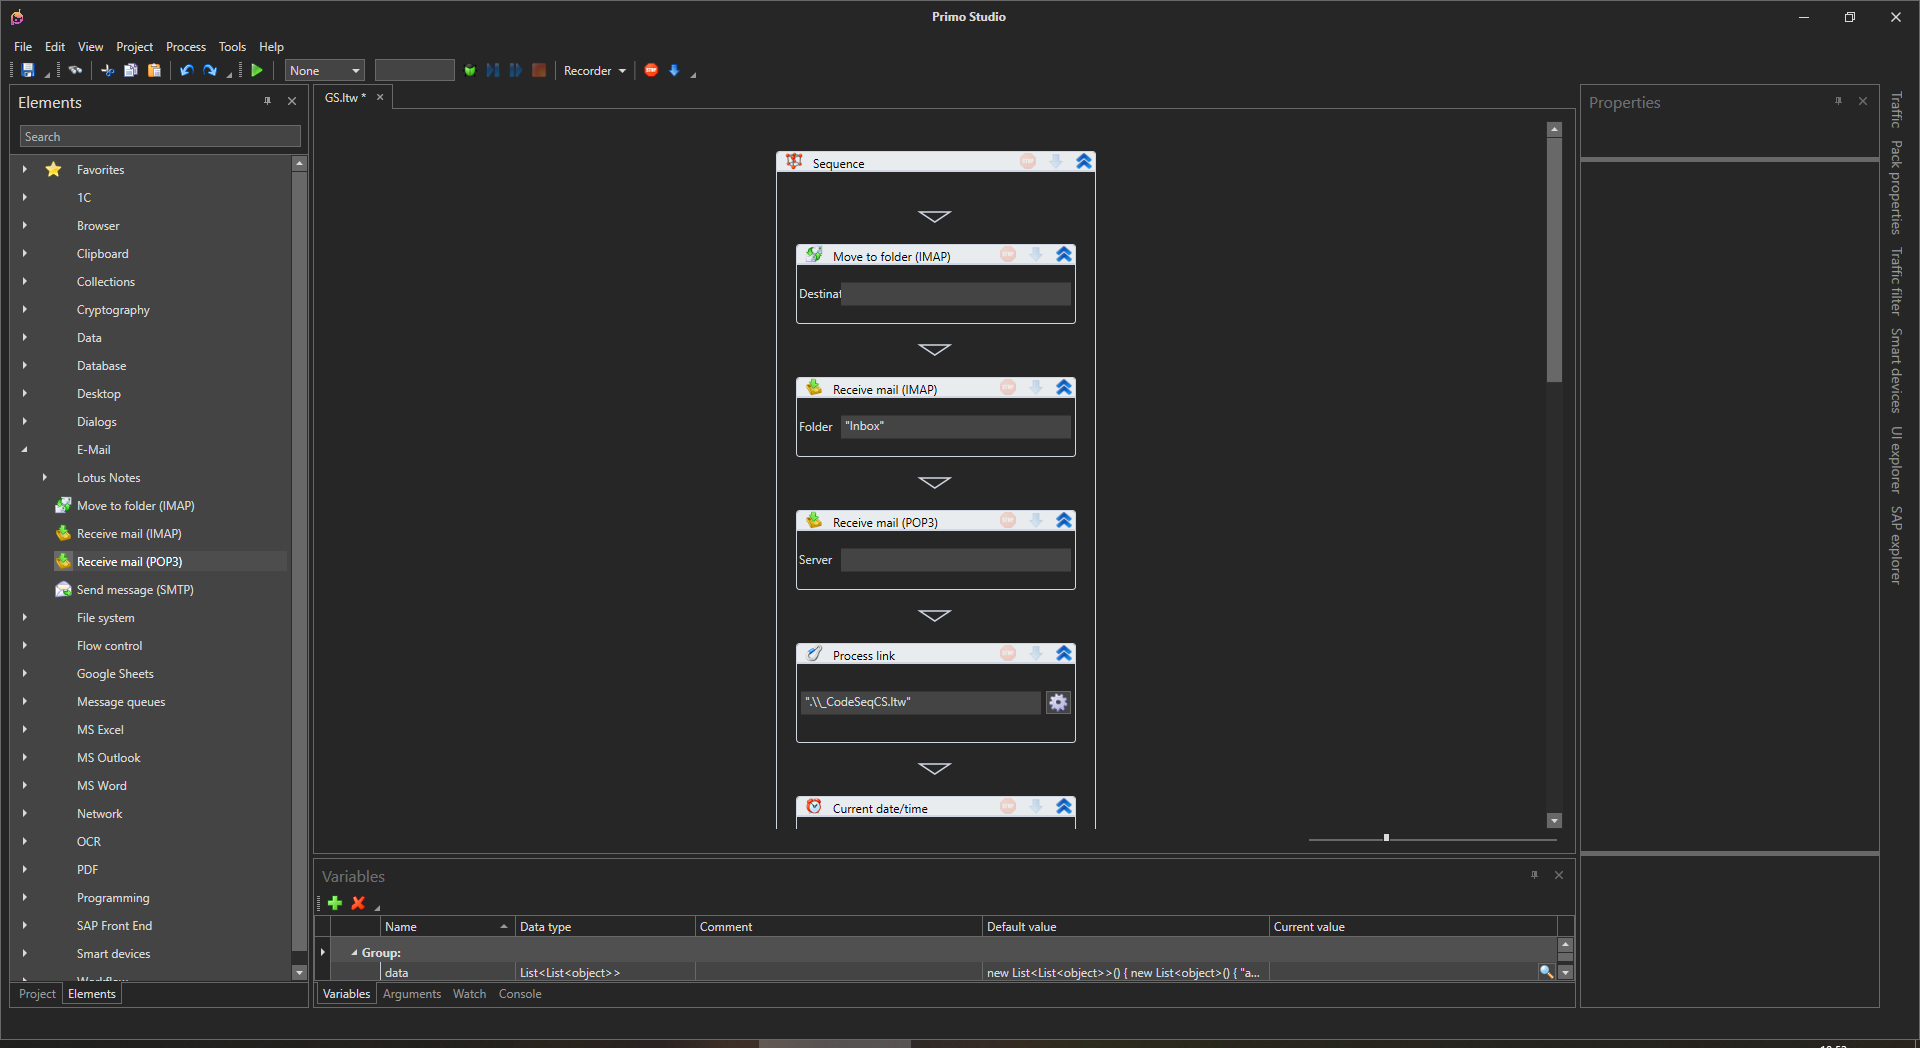 Primo Studio
File Edit View Project Process Tools Help
None Recorder
Elements
Search
Favorites
1C
Browser
Clipboard
Collections
Cryptography
Data
Database
Desktop
Dialogs
E-Mail
Lotus Notes
Move to folder (IMAP)
Receive mail (IMAP)
Receive mail (POP3)
Send message (SMTP)
File system
Flow control
Google Sheets
Message queues
MS Excel
MS Outlook
MS Word
Network
OCR
PDF
Programming
SAP Front End
Smart devices
Workflow
Project Elements
GS.ltw *
Sequence
Move to folder (IMAP)
Destinat
Receive mail (IMAP)
Folder "Inbox"
Receive mail (POP3)
Server
Process link
".\\_CodeSeqCS.ltw"
Current date/time
Variables
Name Data type Comment Default value Current value
Group:
data List<List<object>> new List<List<object>>() { new List<object>() { "a...
Variables Arguments Watch Console
Properties
Traffic
Pack properties
Traffic filter
Smart devices
UI explorer
SAP explorer